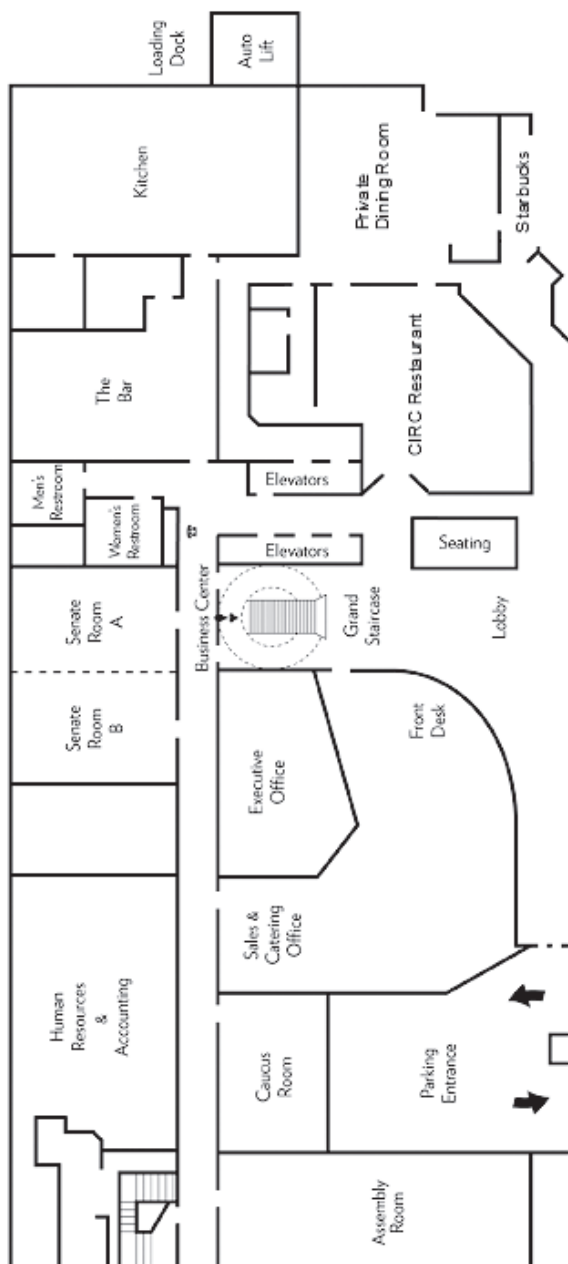 Loading
Dock
Auto
Lift
Kitchen
Private
Dining Room
Starbucks
The
Bar
CIRC Restaurant
Men's
Restroom
Women's
Restroom
Elevators
Elevators
Seating
Business Center
Senate
Room
A
Grand
Staircase
Lobby
Senate
Room
B
Executive
Office
Front
Desk
Sales &
Catering
Office
Human
Resources
&
Accounting
Caucus
Room
Parking
Entrance
Assembly
Room